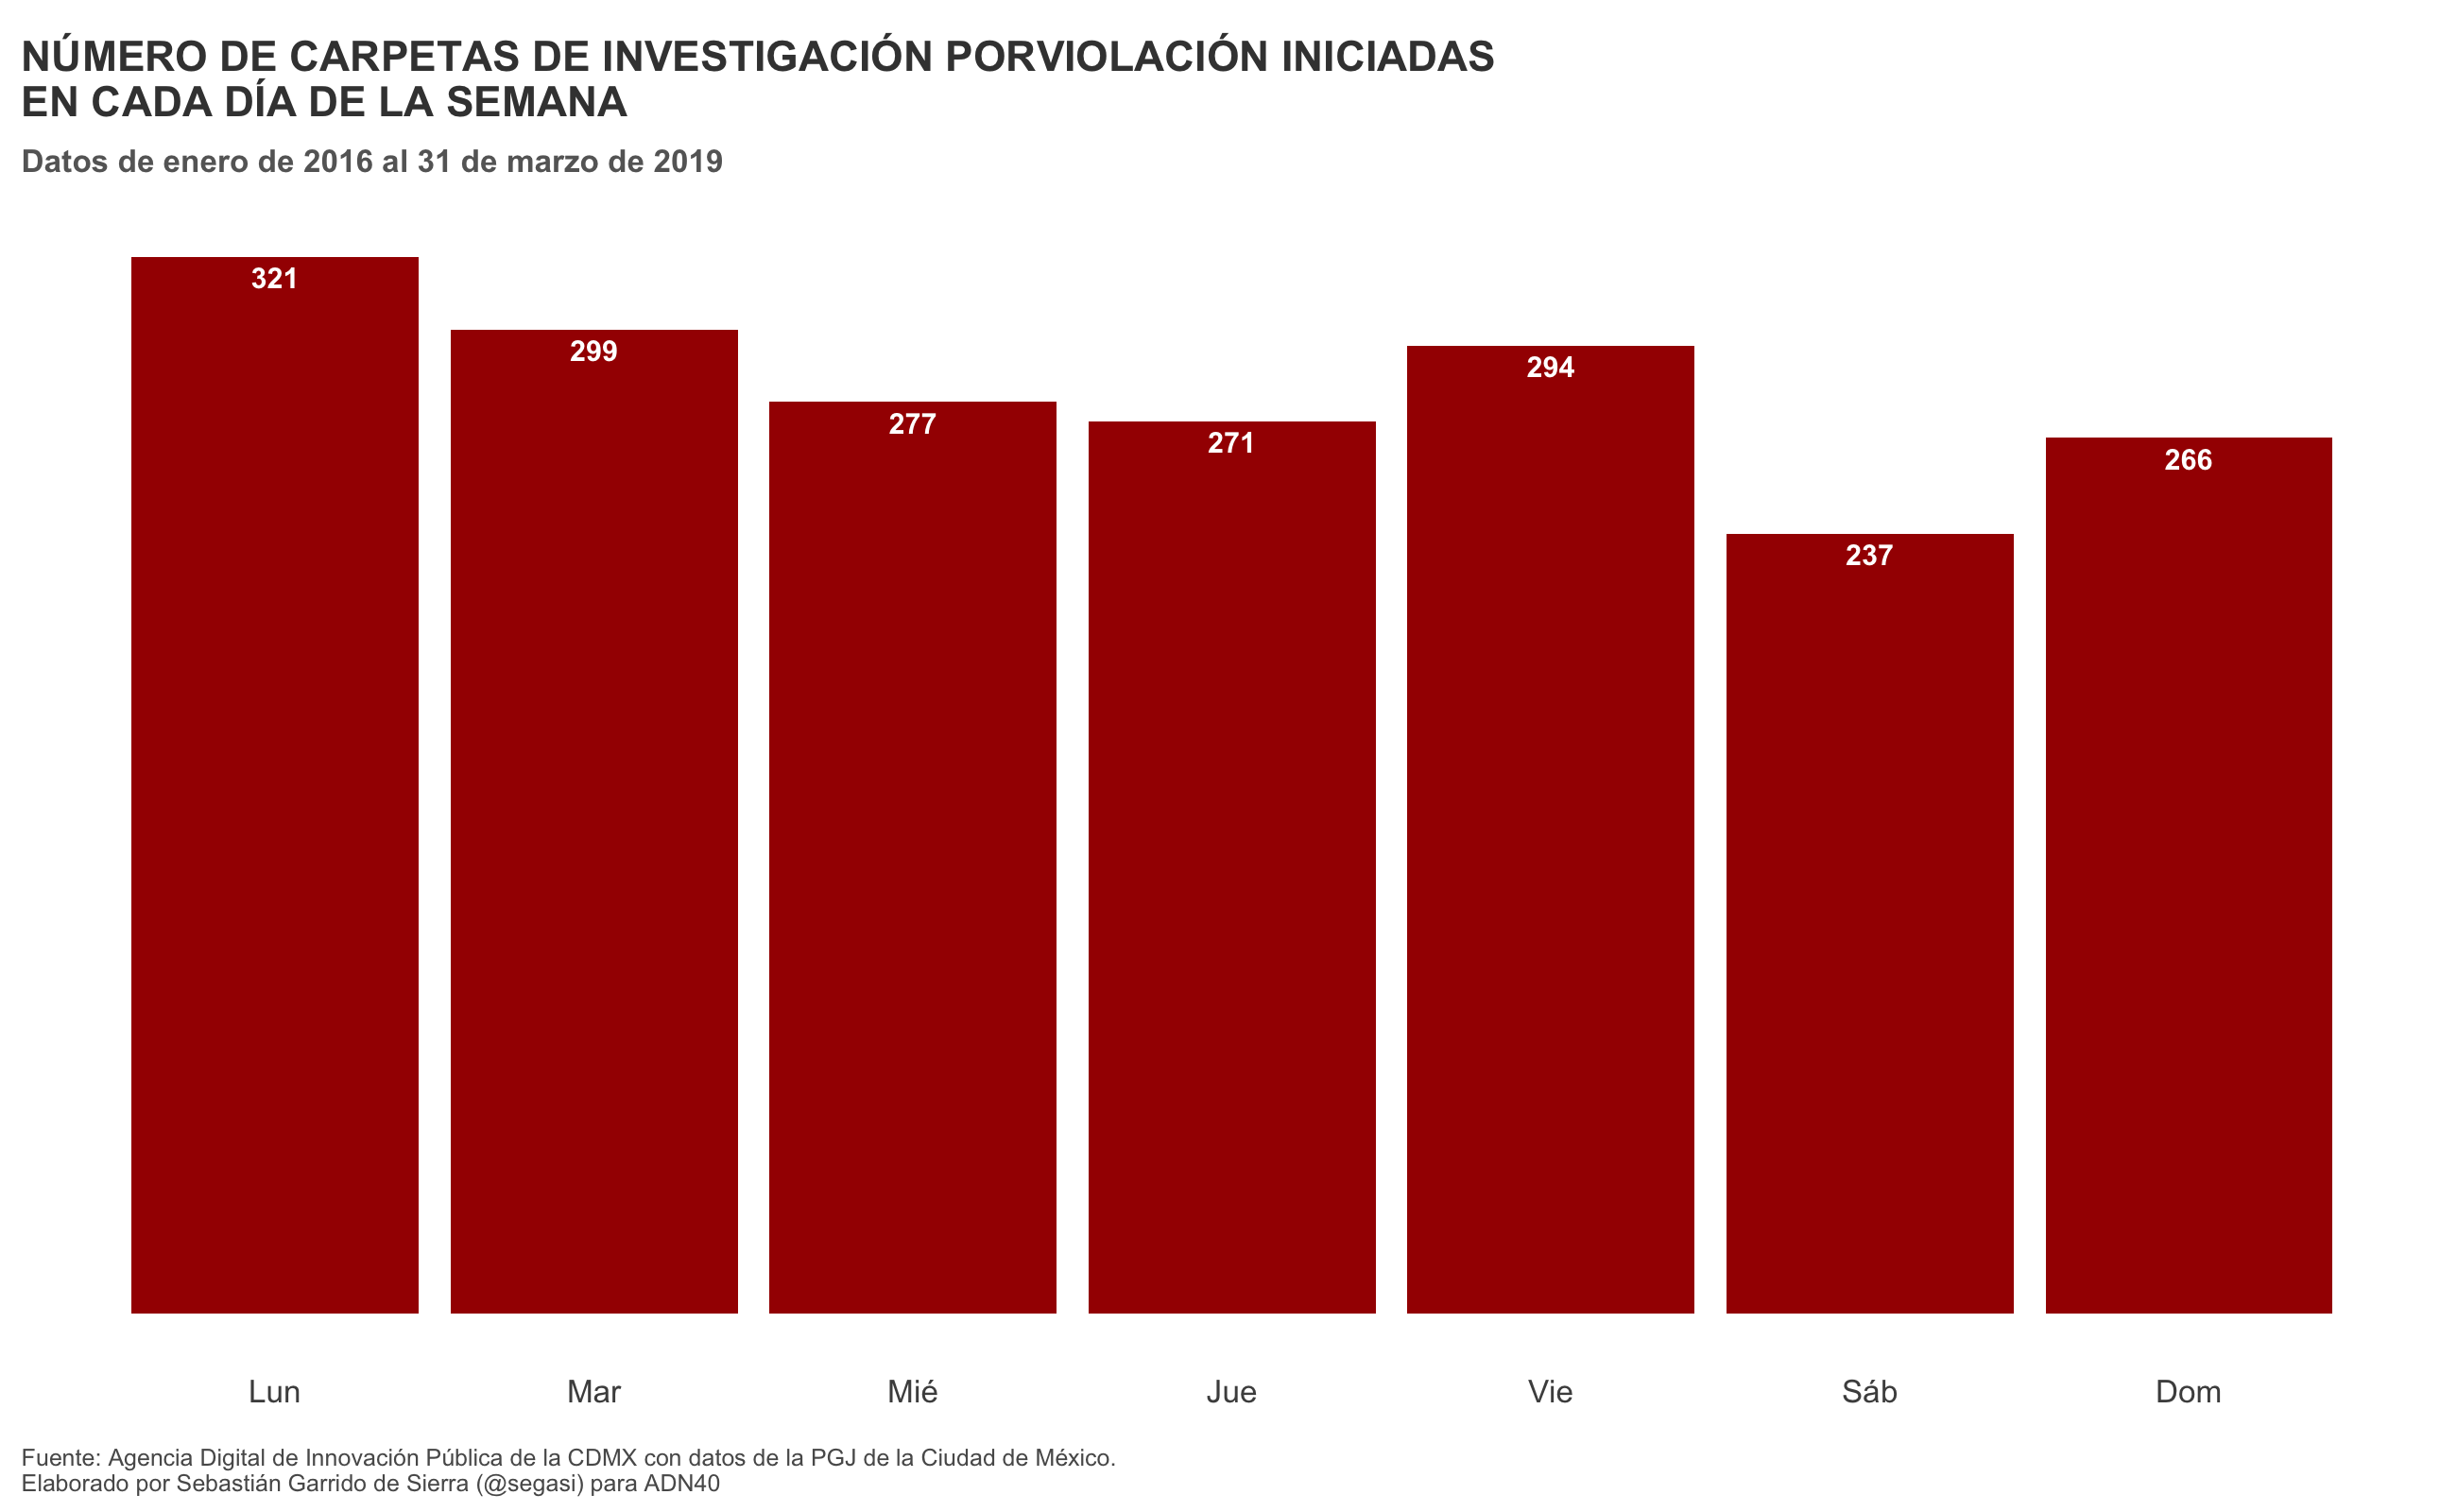 NÚMERO DE CARPETAS DE INVESTIGACIÓN PORVIOLACIÓN INICIADAS
EN CADA DÍA DE LA SEMANA
Datos de enero de 2016 al 31 de marzo de 2019
321
299
277
271
294
237
266
Lun
Mar
Mié
Jue
Vie
Sáb
Dom
Fuente: Agencia Digital de Innovación Pública de la CDMX con datos de la PGJ de la Ciudad de México.
Elaborado por Sebastián Garrido de Sierra (@segasi) para ADN40